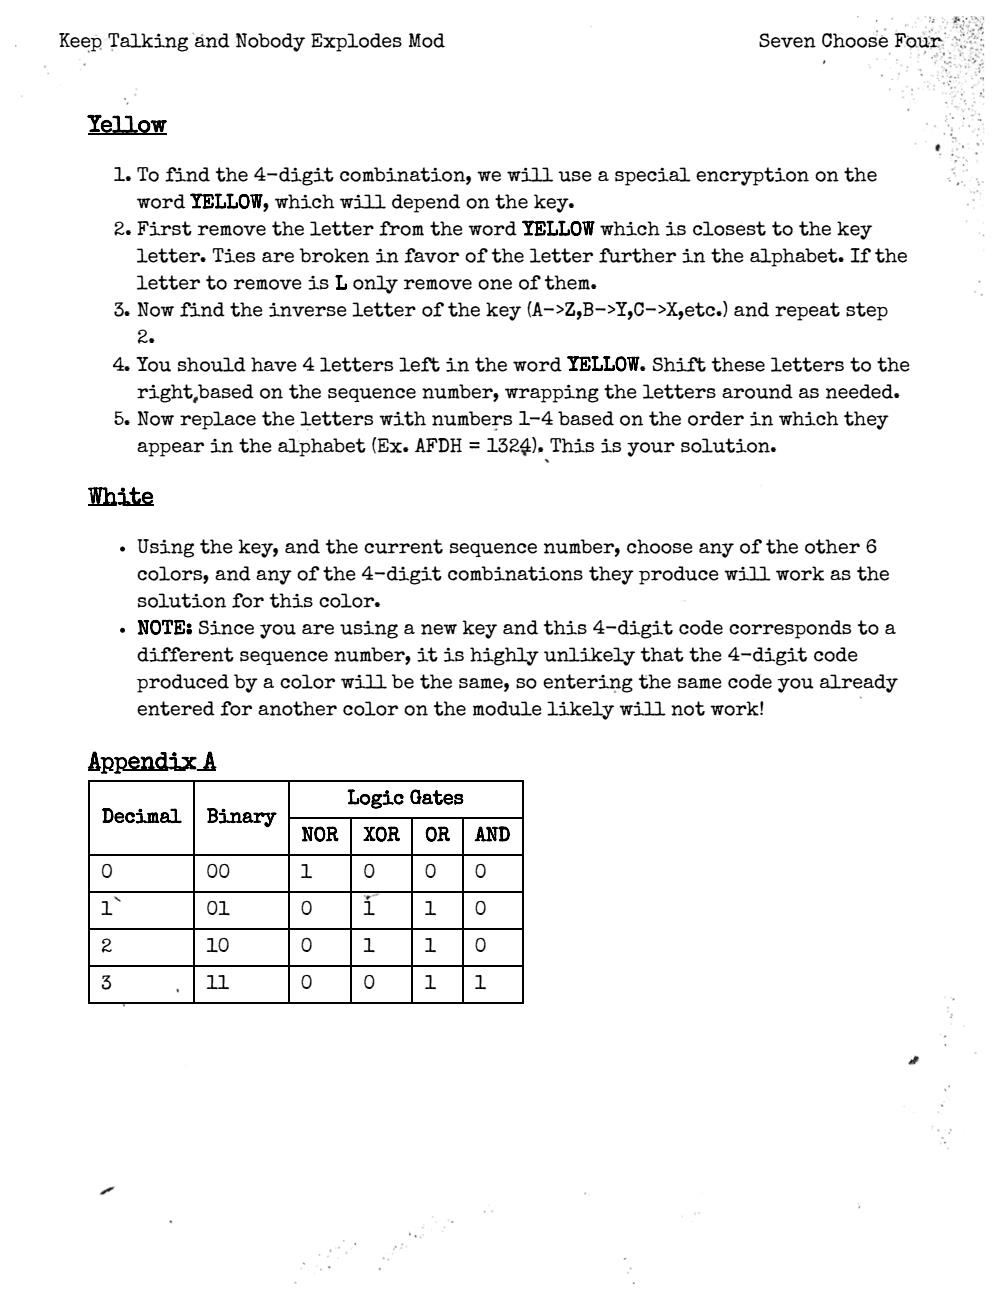 Keep Talking and Nobody Explodes Mod Seven Choose Four
Yellow
1. To find the 4-digit combination, we will use a special encryption on the
word YELLOW, which will depend on the key.
2. First remove the letter from the word YELLOW which is closest to the key
letter. Ties are broken in favor of the letter further in the alphabet. If the
letter to remove is L only remove one of them.
3. Now find the inverse letter of the key (A->Z,B->Y,C->X,etc.) and repeat step
2.
4. You should have 4 letters left in the word YELLOW. Shift these letters to the
right based on the sequence number, wrapping the letters around as needed.
5. Now replace the letters with numbers 1-4 based on the order in which they
appear in the alphabet (Ex. AFDH = 1324). This is your solution.
White
• Using the key, and the current sequence number, choose any of the other 6
colors, and any of the 4-digit combinations they produce will work as the
solution for this color.
• NOTE: Since you are using a new key and this 4-digit code corresponds to a
different sequence number, it is highly unlikely that the 4-digit code
produced by a color will be the same, so entering the same code you already
entered for another color on the module likely will not work!
Appendix A
Decimal Binary Logic Gates
NOR XOR OR AND
0 00 1 0 0 0
1 01 0 1 1 0
2 10 0 1 1 0
3 11 0 0 1 1